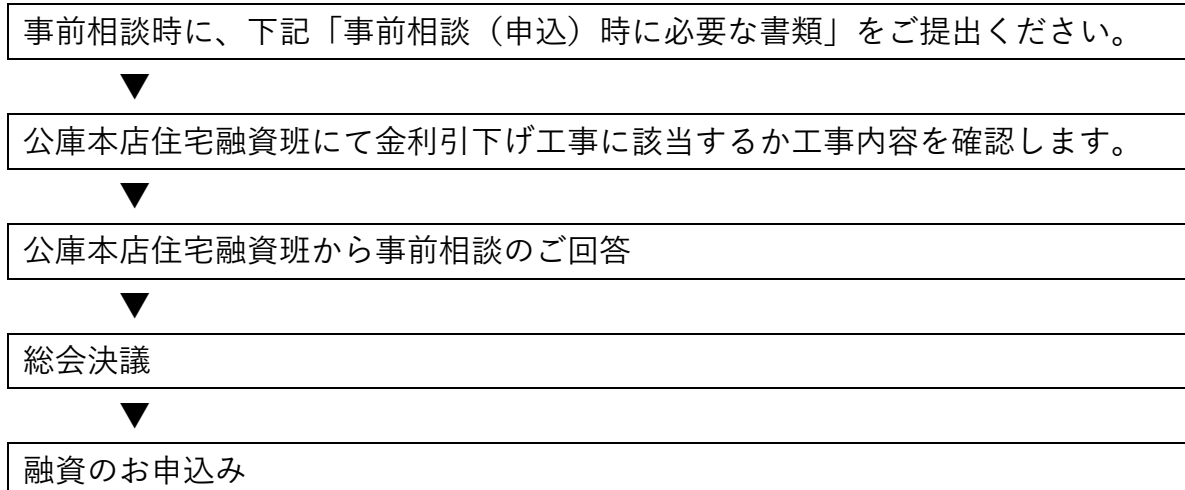 事前相談時に、下記「事前相談（申込）時に必要な書類」をご提出ください。
▼
公庫本店住宅融資班にて金利引下げ工事に該当するか工事内容を確認します。
▼
公庫本店住宅融資班から事前相談のご回答
▼
総会決議
▼
融資のお申込み